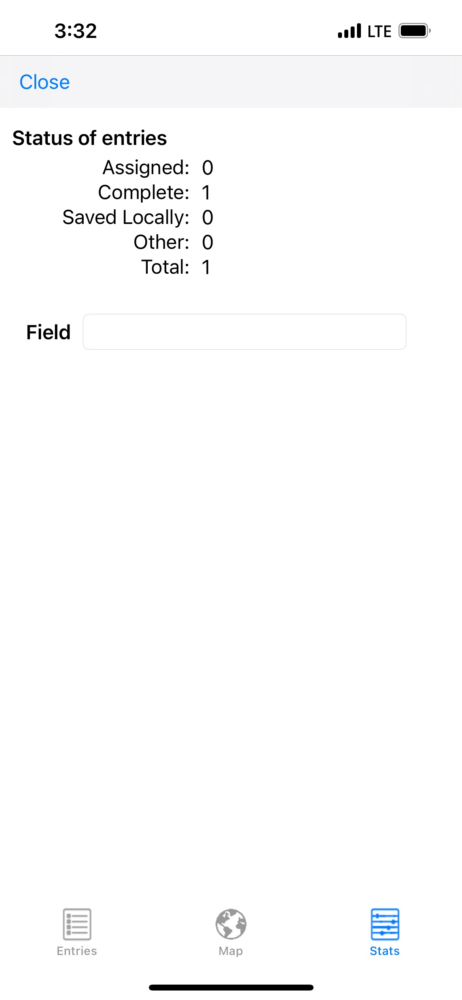 3:32 LTE
Close
Status of entries
Assigned: 0
Complete: 1
Saved Locally: 0
Other: 0
Total: 1
Field
Entries Map Stats